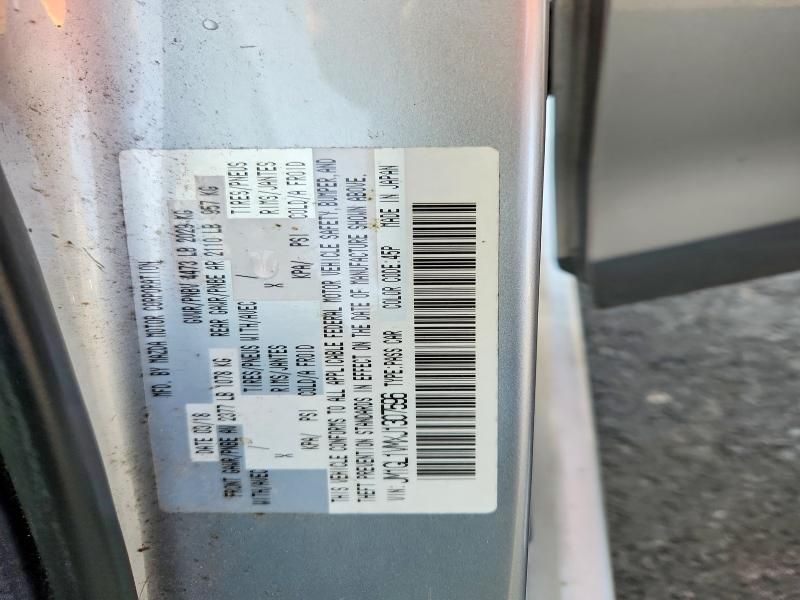 MFD. BY MAZDA MOTOR CORPORATION
DATE 03/18 GVWR/PNBV 4473 LB 2029 KG
FRONT GAWR/PNBE AV 2377 LB 1078 KG REAR GAWR/PNBE AR 2110 LB 957 KG
WITH/AVEC / TIRES/PNEUS WITH/AVEC / TIRES/PNEUS
X RIMS/JANTES X RIMS/JANTES
KPA/ PSI COLD/A FROID KPA/ PSI COLD/A FROID
THIS VEHICLE CONFORMS TO ALL APPLICABLE FEDERAL MOTOR VEHICLE SAFETY, BUMPER, AND
THEFT PREVENTION STANDARDS IN EFFECT ON THE DATE OF MANUFACTURE SHOWN ABOVE.
VIN: TYPE:PASS CAR COLOR CODE:45P MADE IN JAPAN